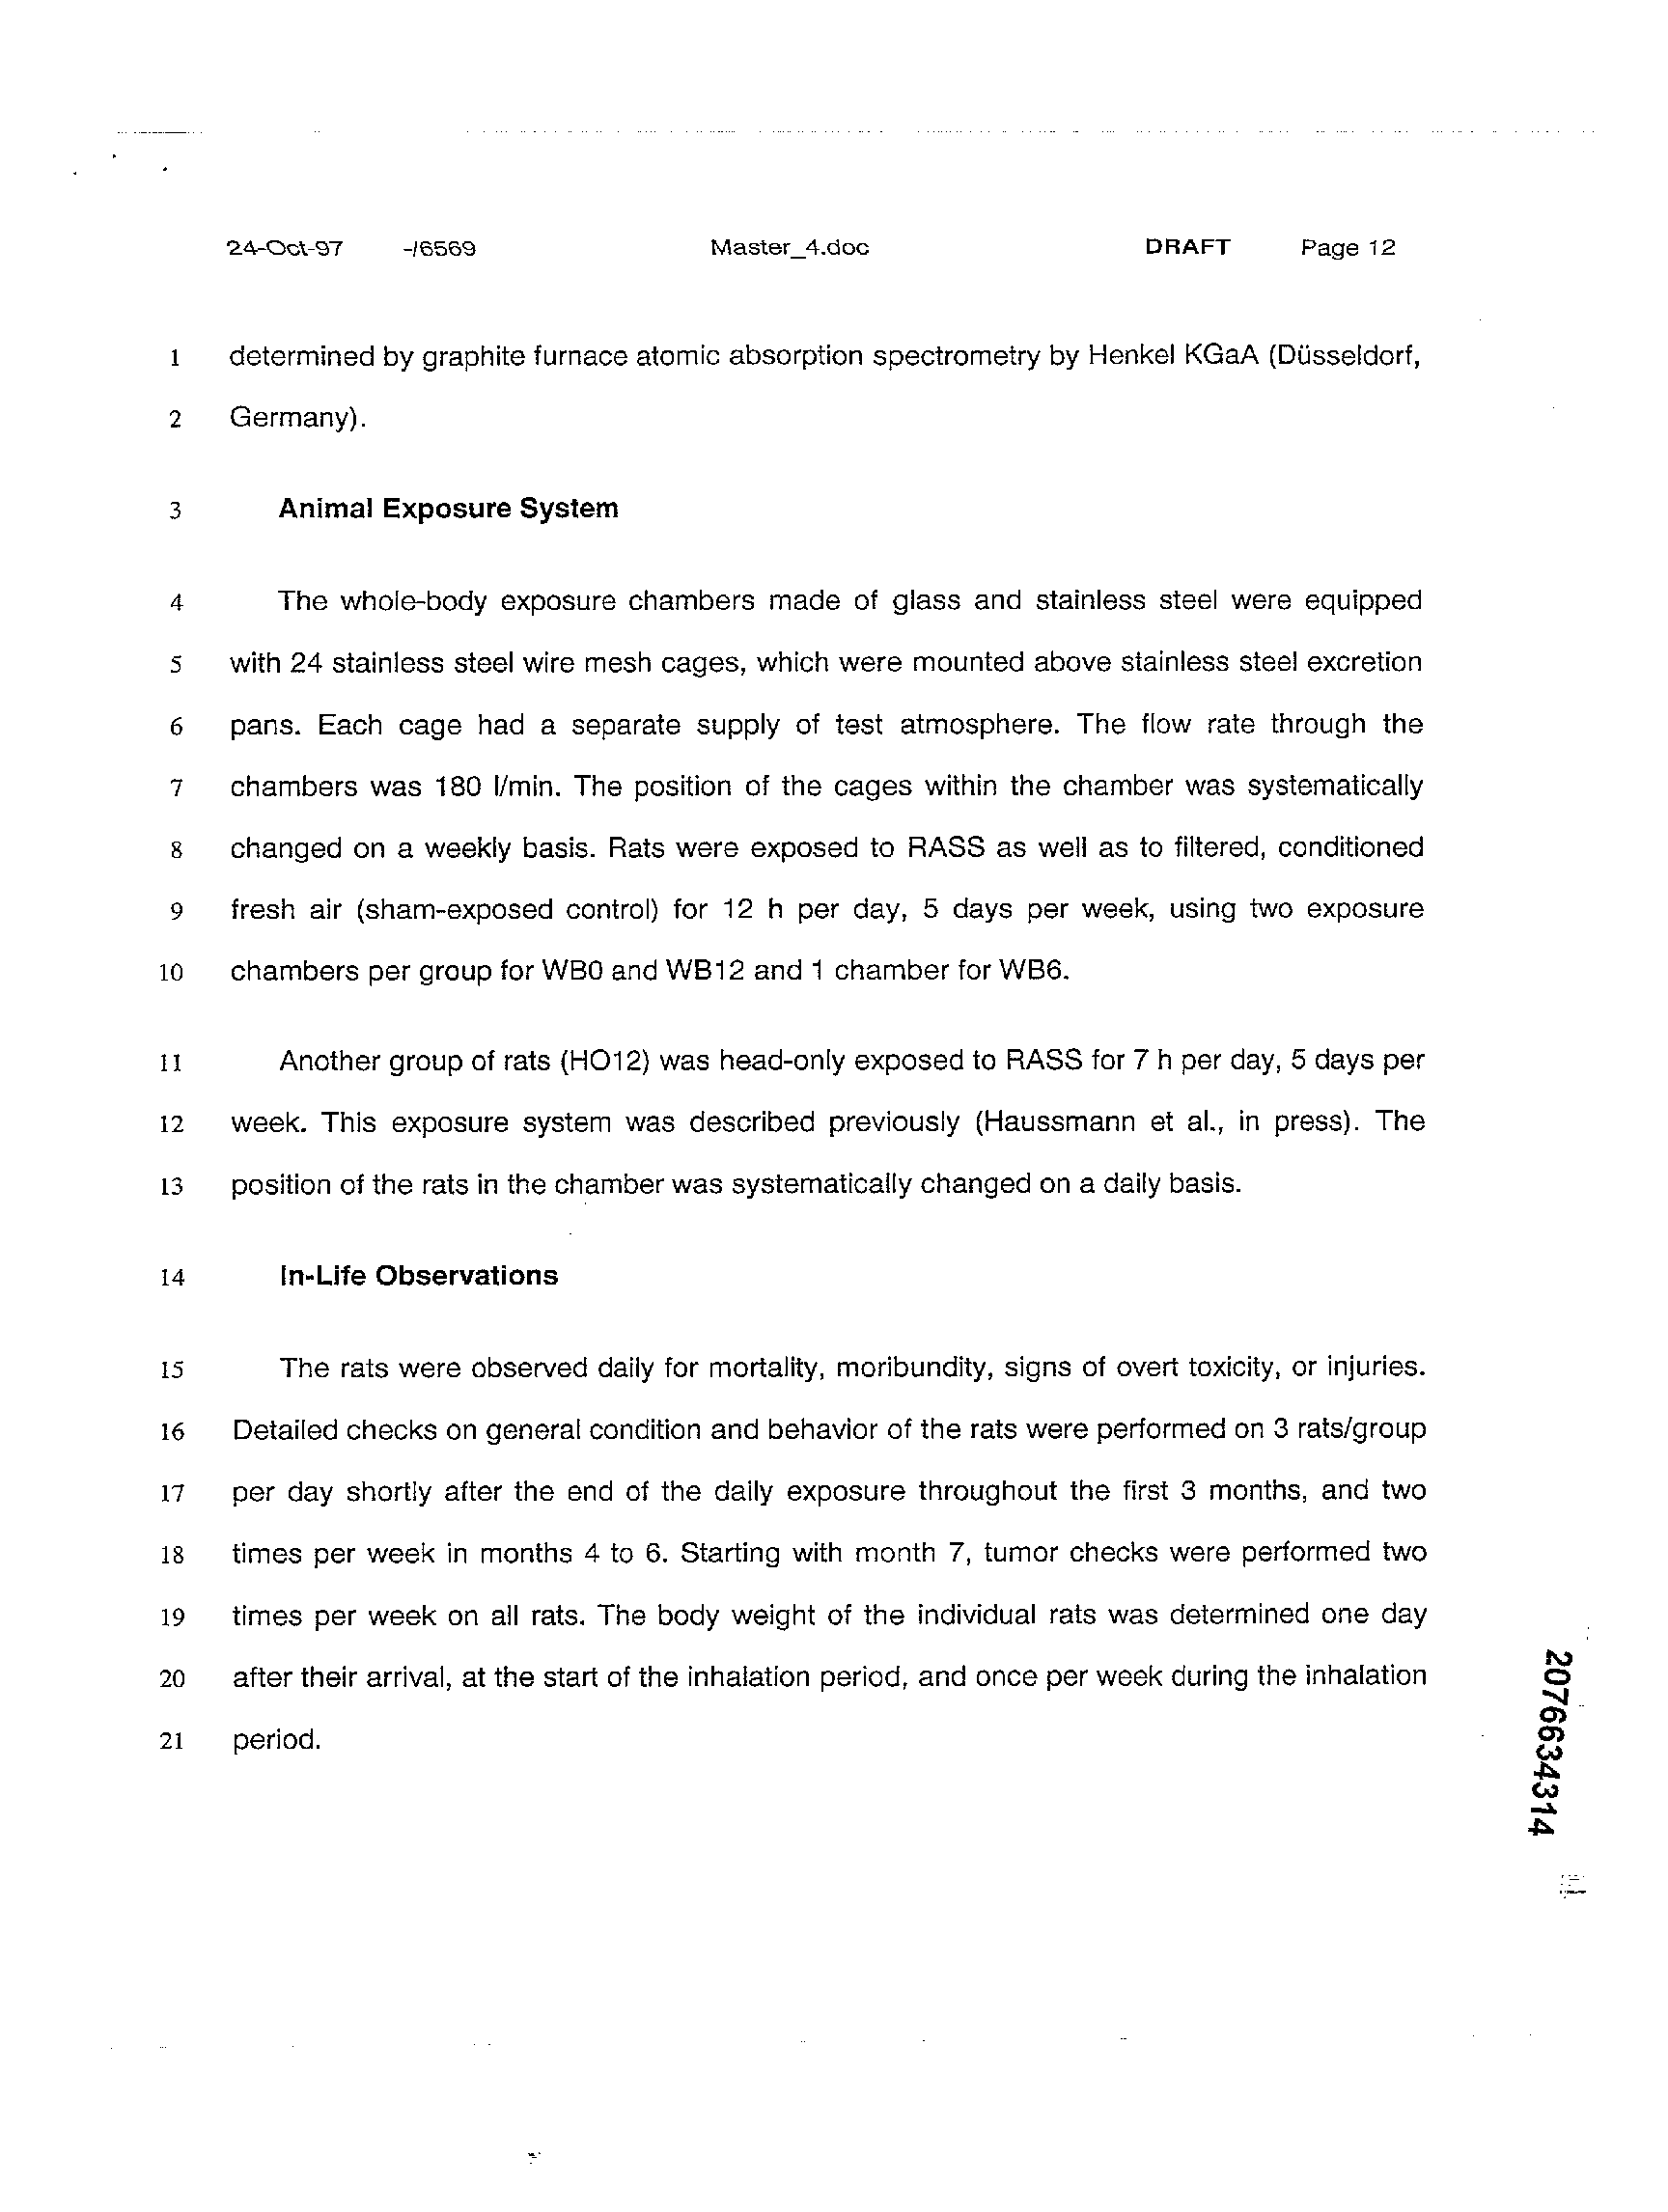 24-Oct-97 -/6569 Master_4.doc DRAFT Page 12
1 determined by graphite furnace atomic absorption spectrometry by Henkel KGaA (Düsseldorf,
2 Germany).
3 Animal Exposure System
4 The whole-body exposure chambers made of glass and stainless steel were equipped
5 with 24 stainless steel wire mesh cages, which were mounted above stainless steel excretion
6 pans. Each cage had a separate supply of test atmosphere. The flow rate through the
7 chambers was 180 l/min. The position of the cages within the chamber was systematically
8 changed on a weekly basis. Rats were exposed to RASS as well as to filtered, conditioned
9 fresh air (sham-exposed control) for 12 h per day, 5 days per week, using two exposure
10 chambers per group for WB0 and WB12 and 1 chamber for WB6.
11 Another group of rats (HO12) was head-only exposed to RASS for 7 h per day, 5 days per
12 week. This exposure system was described previously (Haussmann et al., in press). The
13 position of the rats in the chamber was systematically changed on a daily basis.
14 In-Life Observations
15 The rats were observed daily for mortality, moribundity, signs of overt toxicity, or injuries.
16 Detailed checks on general condition and behavior of the rats were performed on 3 rats/group
17 per day shortly after the end of the daily exposure throughout the first 3 months, and two
18 times per week in months 4 to 6. Starting with month 7, tumor checks were performed two
19 times per week on all rats. The body weight of the individual rats was determined one day
20 after their arrival, at the start of the inhalation period, and once per week during the inhalation
21 period.
2076634314